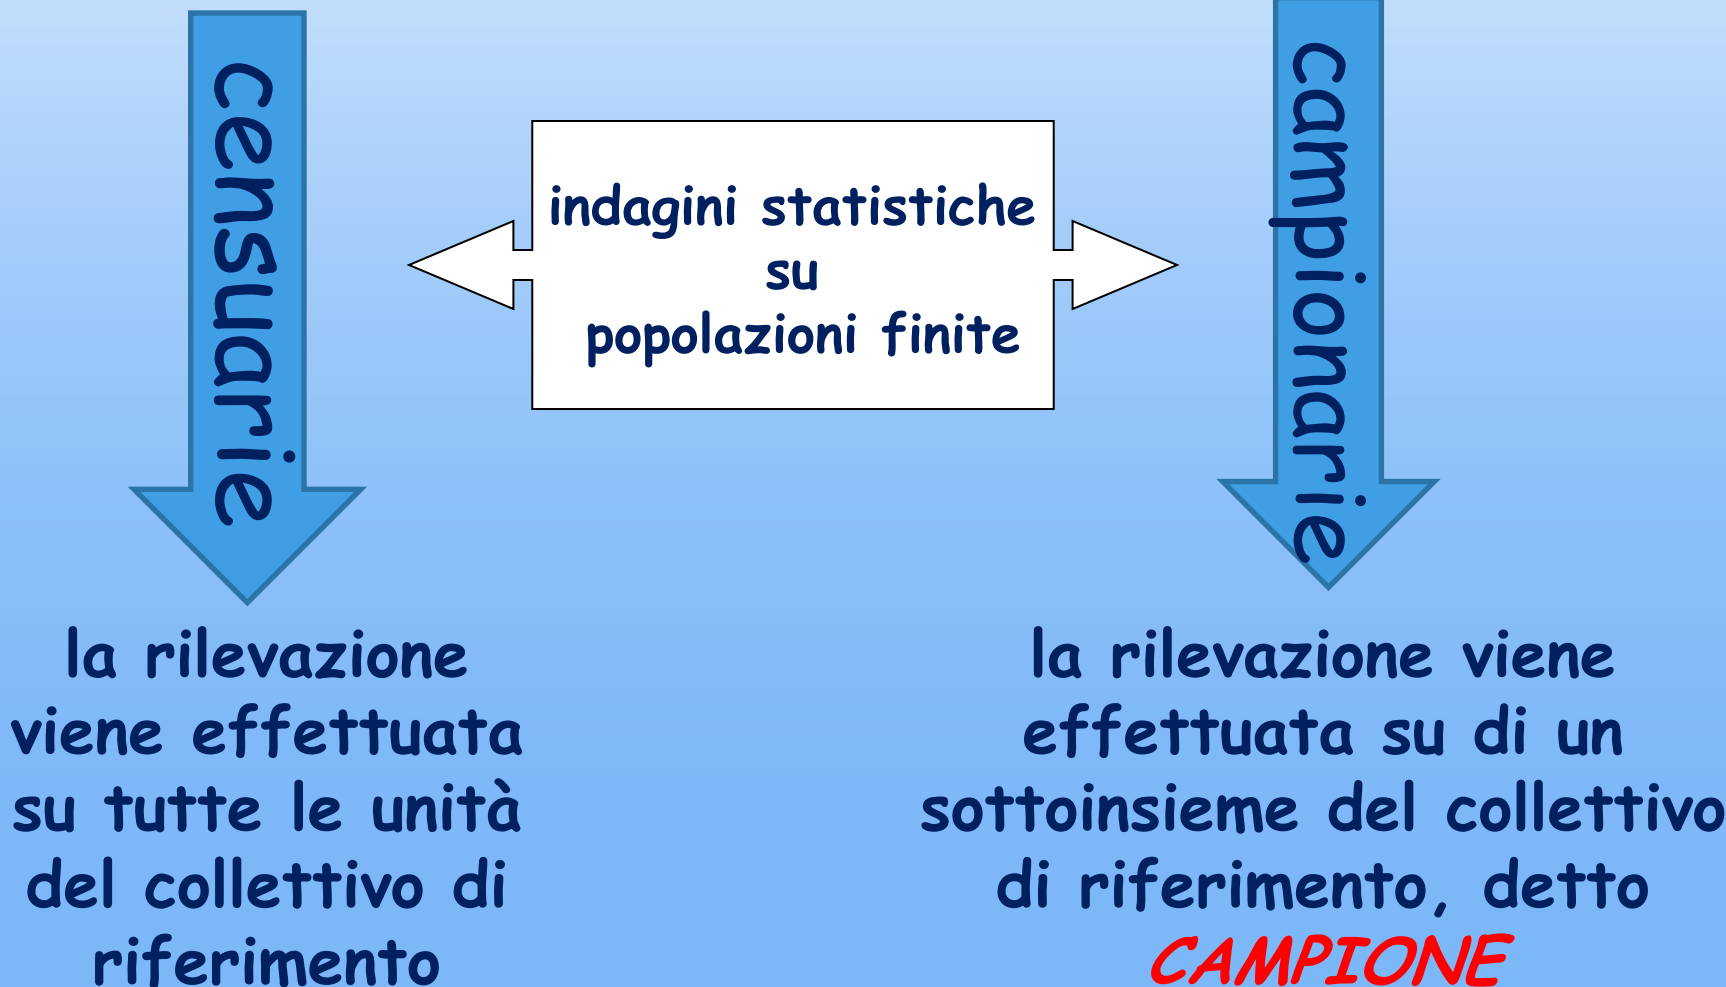 censuarie
indagini statistiche
su
popolazioni finite
campionarie
la rilevazione
viene effettuata
su tutte le unità
del collettivo di
riferimento
la rilevazione viene
effettuata su di un
sottoinsieme del collettivo
di riferimento, detto
CAMPIONE